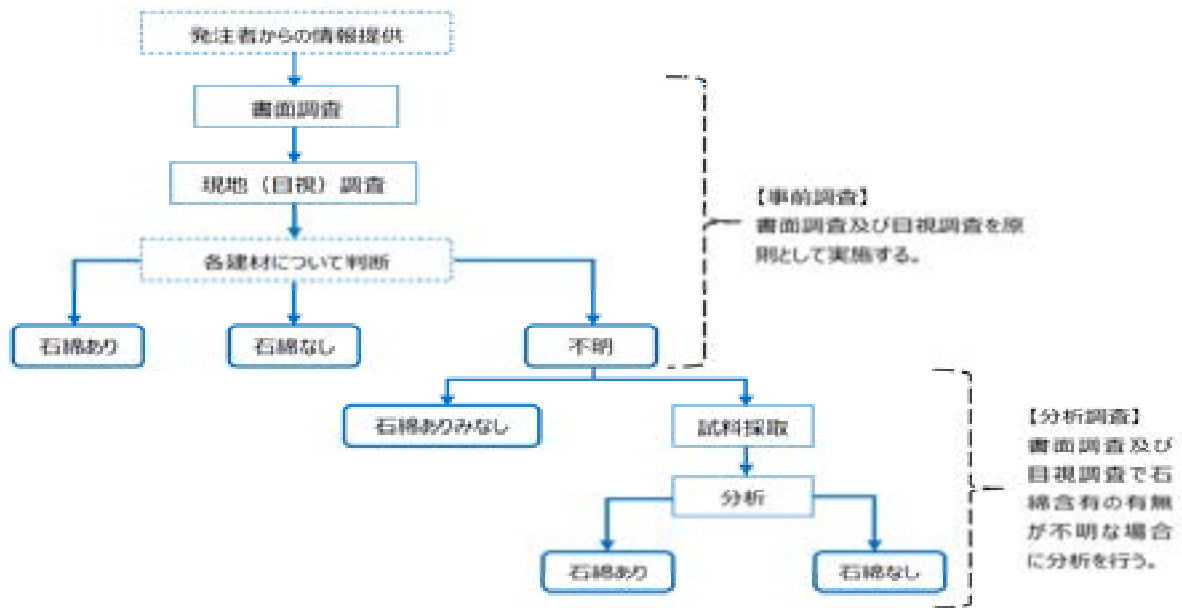 発注者からの情報提供
書面調査
現地（目視）調査
各建材について判断
石綿あり
石綿なし
不明
【事前調査】
書面調査及び目視調査を原
則として実施する。
石綿ありみなし
試料採取
分析
石綿あり
石綿なし
【分析調査】
書面調査及び
目視調査で石
綿含有の有無
が不明な場合
に分析を行う。